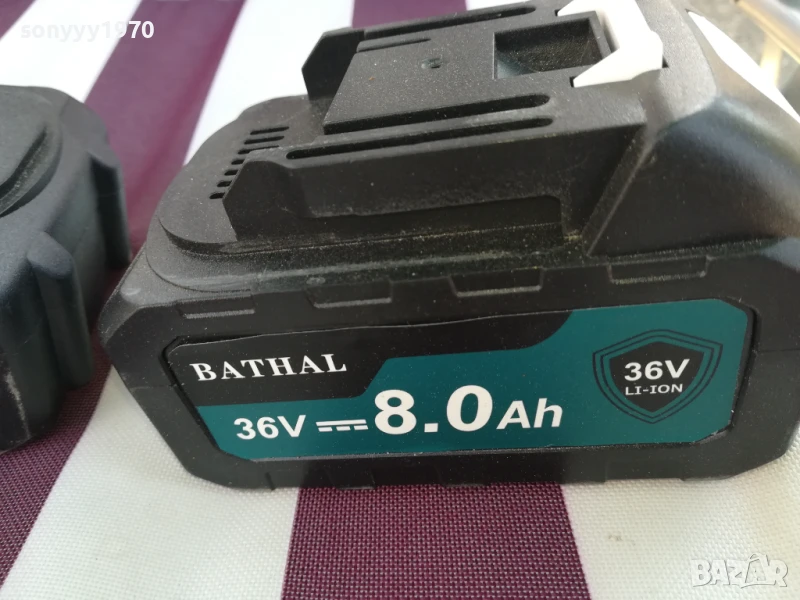 sonyyy1970
BATHAL
36V 8.0Ah
36V
LI-ION
BAZAR